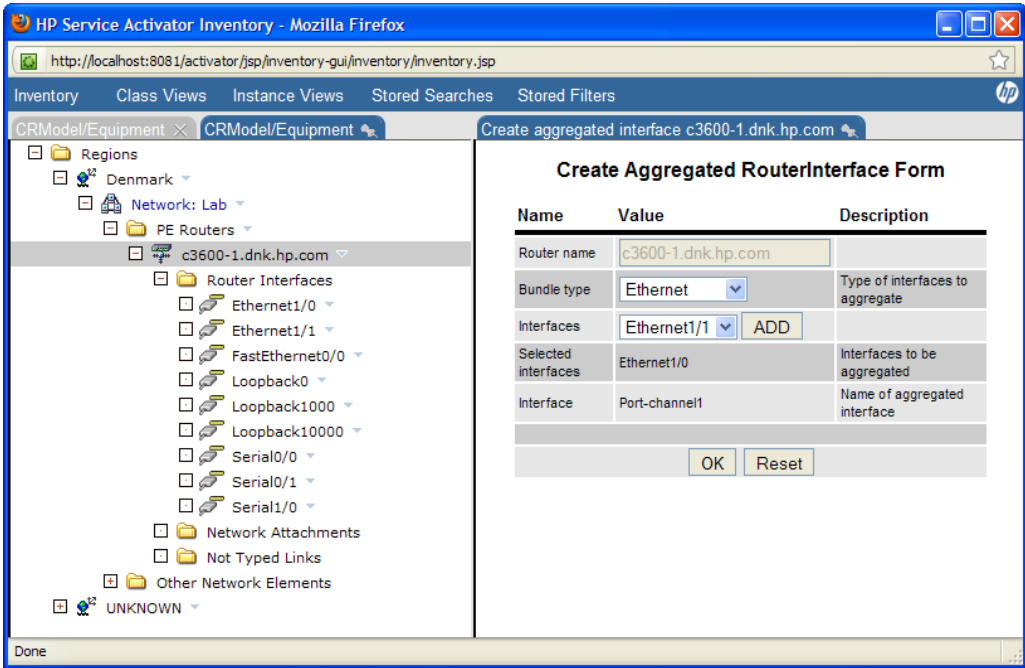 HP Service Activator Inventory - Mozilla Firefox
http://localhost:8081/activator/jsp/inventory-gui/inventory/inventory.jsp
Inventory Class Views Instance Views Stored Searches Stored Filters
hp
CRModel/Equipment
CRModel/Equipment
Create aggregated interface c3600-1.dnk.hp.com
Regions
Denmark
Network: Lab
PE Routers
c3600-1.dnk.hp.com
Router Interfaces
Ethernet1/0
Ethernet1/1
FastEthernet0/0
Loopback0
Loopback1000
Loopback10000
Serial0/0
Serial0/1
Serial1/0
Network Attachments
Not Typed Links
Other Network Elements
UNKNOWN
Create Aggregated RouterInterface Form
Name Value Description
Router name c3600-1.dnk.hp.com
Bundle type Ethernet Type of interfaces to
aggregate
Interfaces Ethernet1/1 ADD
Selected
interfaces Ethernet1/0 Interfaces to be
aggregated
Interface Port-channel1 Name of aggregated
interface
OK Reset
Done